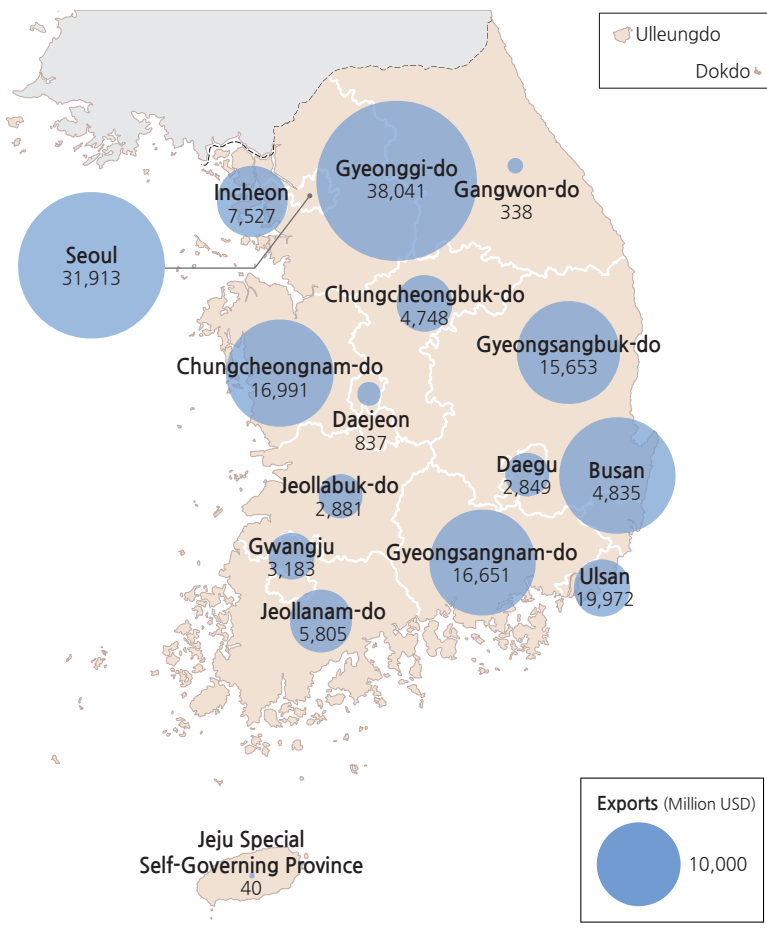 Ulleungdo
Dokdo
Gyeonggi-do
38,041
Gangwon-do
338
Incheon
7,527
Seoul
31,913
Chungcheongbuk-do
4,748
Gyeongsangbuk-do
15,653
Chungcheongnam-do
16,991
Daejeon
837
Daegu
2,849
Busan
4,835
Jeollabuk-do
2,881
Gwangju
3,183
Gyeongsangnam-do
16,651
Ulsan
19,972
Jeollanam-do
5,805
Jeju Special
Self-Governing Province
40
Exports (Million USD)
10,000